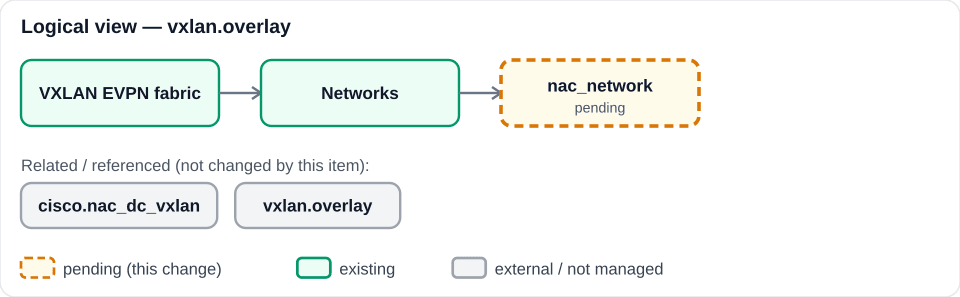 Logical view — vxlan.overlay
VXLAN EVPN fabric
Networks
nac_network
pending
Related / referenced (not changed by this item):
cisco.nac_dc_vxlan
vxlan.overlay
pending (this change)
existing
external / not managed